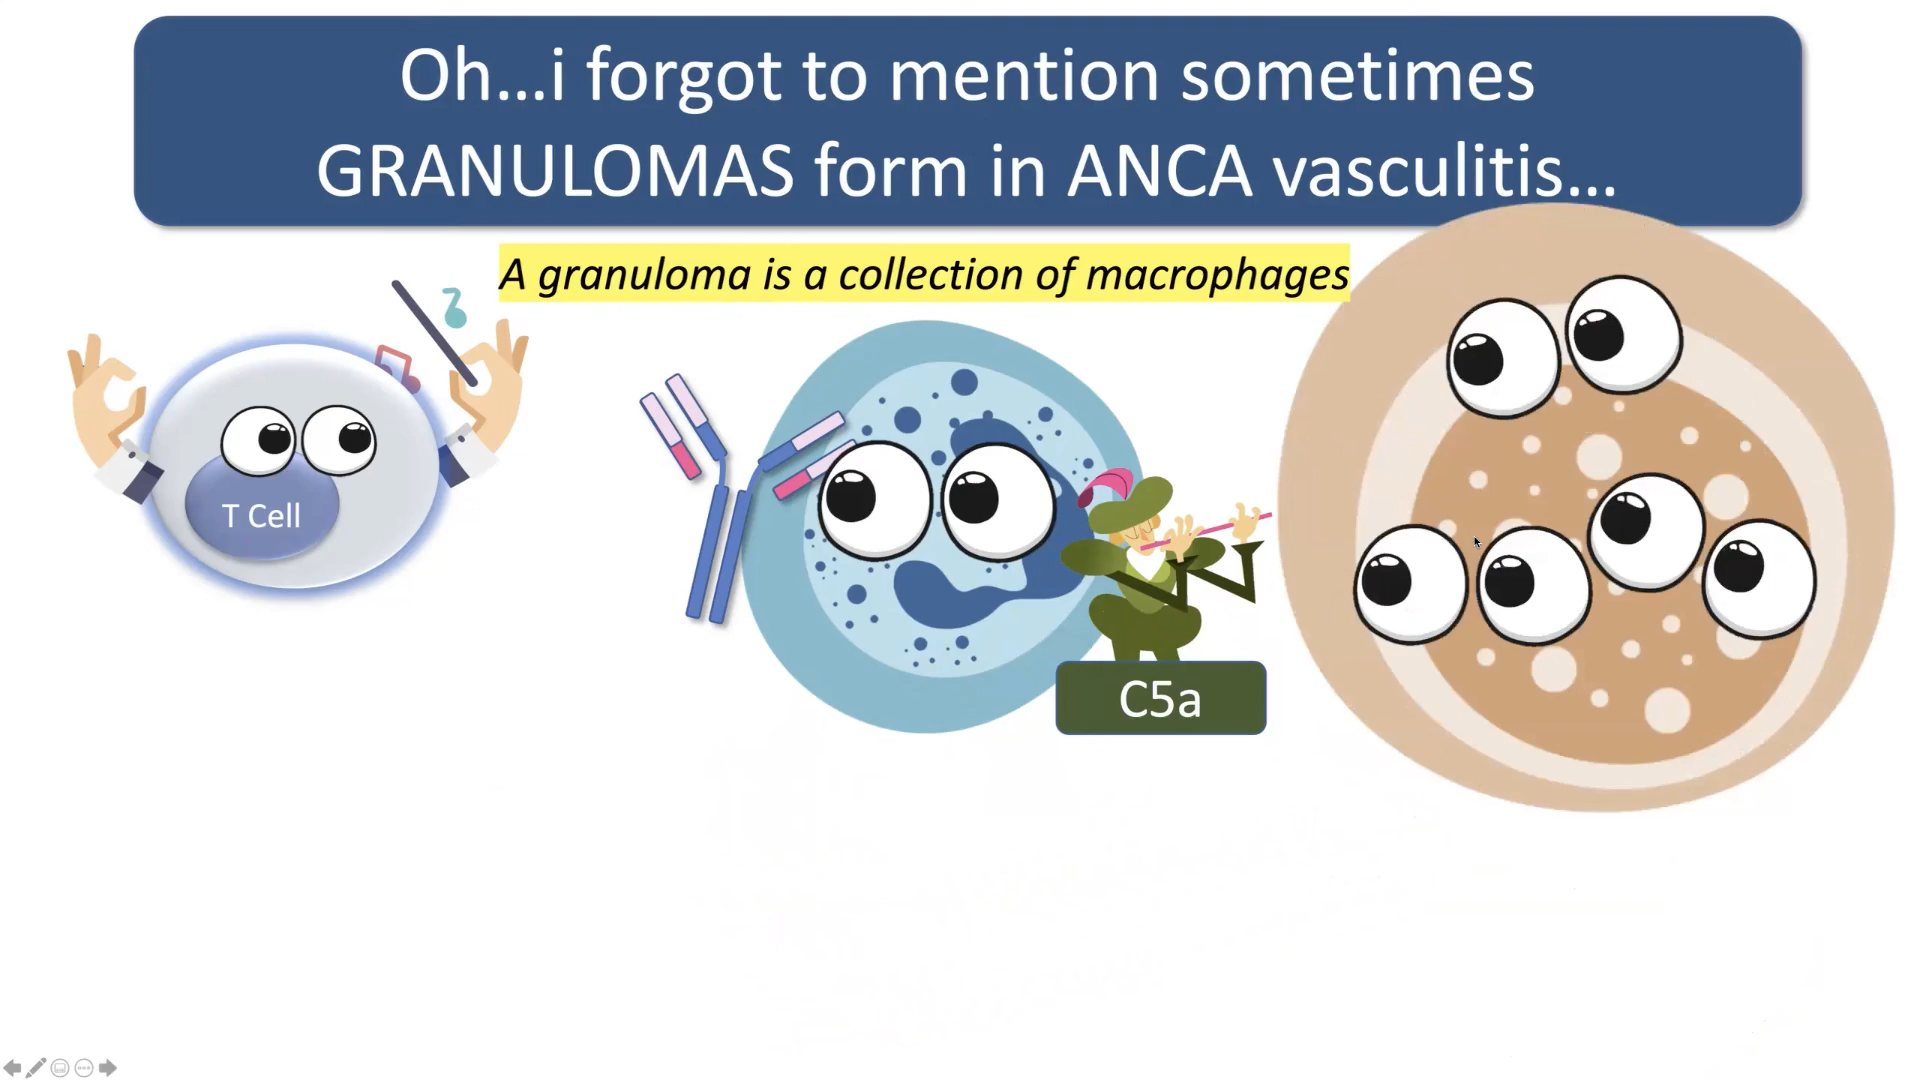 Oh...i forgot to mention sometimes
GRANULOMAS form in ANCA vasculitis...
A granuloma is a collection of macrophages
T Cell
C5a